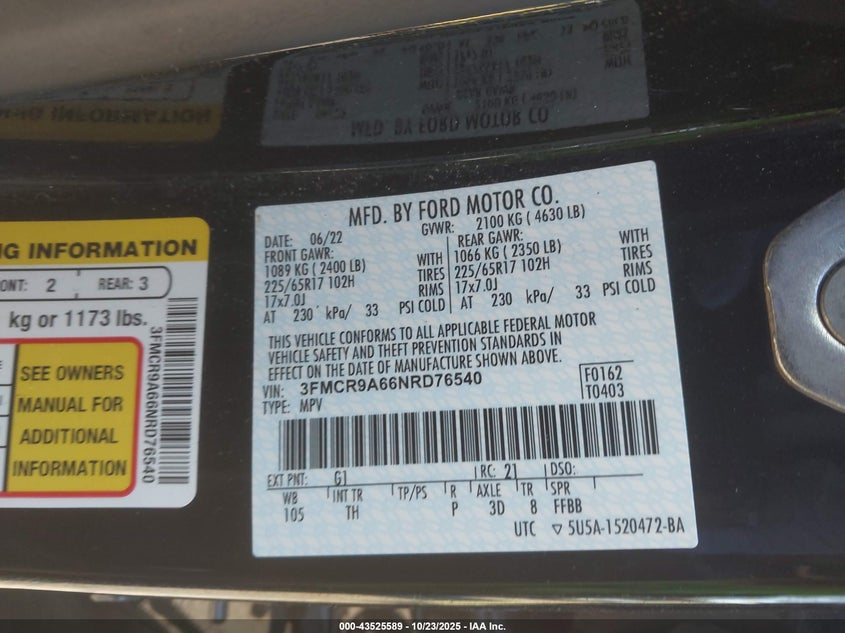 MFD. BY FORD MOTOR CO.
DATE: 06/22
GVWR: 2100 KG ( 4630 LB)
FRONT GAWR:
1089 KG ( 2400 LB) WITH
225/65R17 102H TIRES
17x7.0J RIMS
AT 230 kPa/ 33 PSI COLD
REAR GAWR:
1066 KG ( 2350 LB) WITH
225/65R17 102H TIRES
17x7.0J RIMS
AT 230 kPa/ 33 PSI COLD
THIS VEHICLE CONFORMS TO ALL APPLICABLE FEDERAL MOTOR
VEHICLE SAFETY AND THEFT PREVENTION STANDARDS IN
EFFECT ON THE DATE OF MANUFACTURE SHOWN ABOVE.
VIN: 3FMCR9A66NRD76540
TYPE: MPV
F0162
T0403
EXT PNT: G1 RC: 21 DSO:
WB INT TR TP/PS R AXLE TR SPR
105 TH P 3D 8 FFBB
UTC ▽ 5U5A-1520472-BA
NG INFORMATION
ONT: 2 REAR: 3
kg or 1173 lbs.
SEE OWNERS
MANUAL FOR
ADDITIONAL
INFORMATION
3FMCR9A66NRD76540
000-43525589 - 10/23/2025 - IAA Inc.